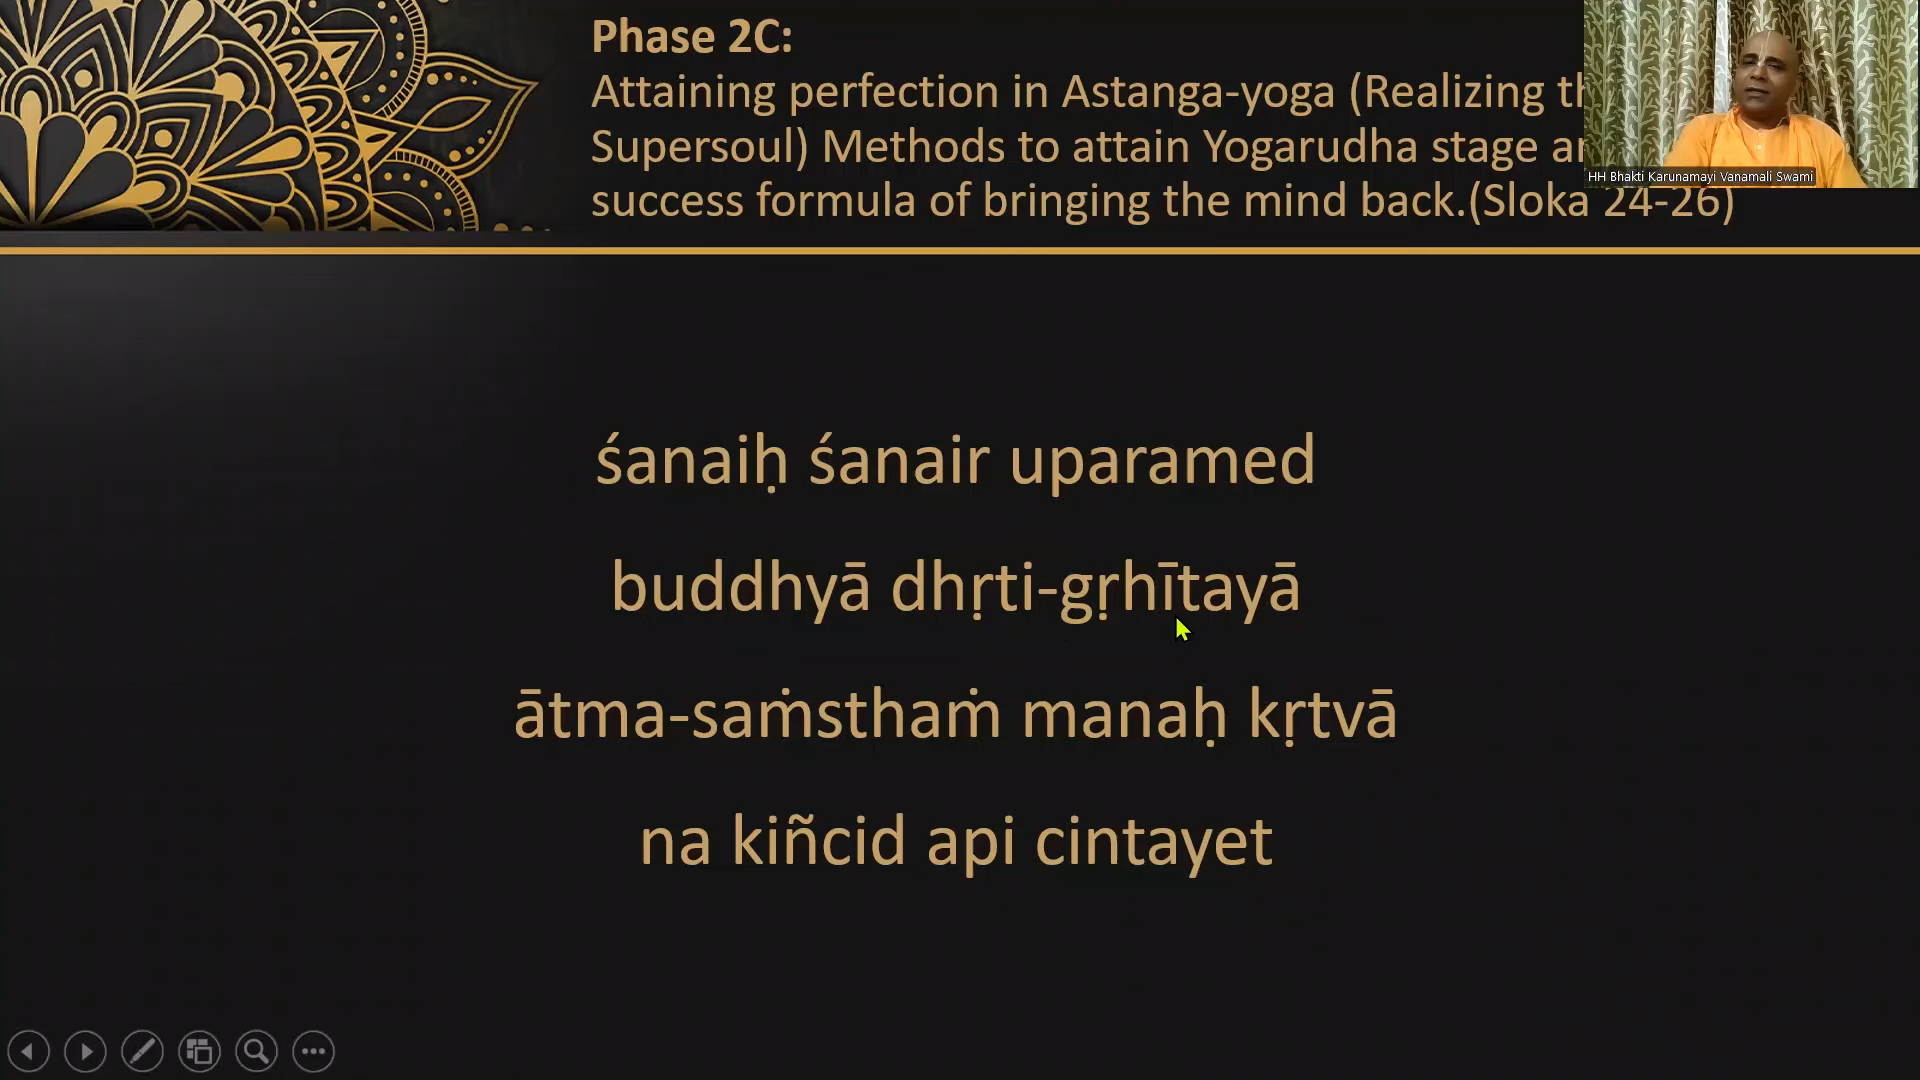 Phase 2C:
Attaining perfection in Astanga-yoga (Realizing
Supersoul) Methods to attain Yogarudha stage
success formula of bringing the mind back.(Sloka 24-26)
HH Bhakti Karunamayi Vanamali Swami
śanaiḥ śanair uparamed
buddhyā dhṛti-gṛhītayā
ātma-saṁsthaṁ manaḥ kṛtvā
na kiñcid api cintayet